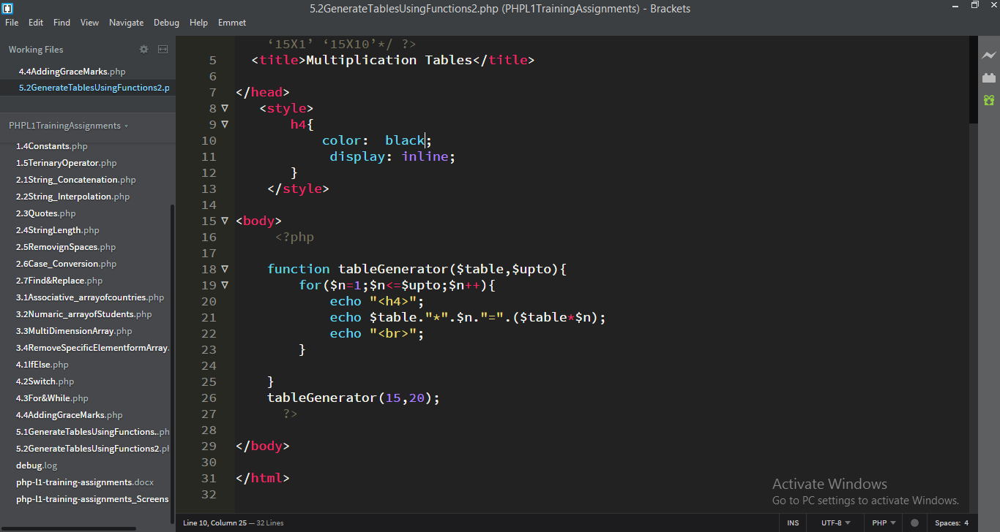 5.2GenerateTablesUsingFunctions2.php (PHPL1TrainingAssignments) - Brackets
File Edit Find View Navigate Debug Help Emmet
Working Files
4.4AddingGraceMarks.php
5.2GenerateTablesUsingFunctions2.p
PHPL1TrainingAssignments
1.4Constants.php
1.5TerinaryOperator.php
2.1String_Concatenation.php
2.2String_Interpolation.php
2.3Quotes.php
2.4StringLength.php
2.5RemovignSpaces.php
2.6Case_Conversion.php
2.7Find&Replace.php
3.1Associative_arrayofcountries.php
3.2Numaric_arrayofStudents.php
3.3MultiDimensionArray.php
3.4RemoveSpecificElementformArray.
4.1IfElse.php
4.2Switch.php
4.3For&While.php
4.4AddingGraceMarks.php
5.1GenerateTablesUsingFunctions..ph
5.2GenerateTablesUsingFunctions2.pl
debug.log
php-l1-training-assignments.docx
php-l1-training-assignments_Screens
‘15X1’ ‘15X10’*/ ?>
5 <title>Multiplication Tables</title>
6
7 </head>
8 <style>
9 h4{
10 color:  black;
11 display: inline;
12 }
13 </style>
14
15 <body>
16 <?php
17
18 function tableGenerator($table,$upto){
19 for($n=1;$n<=$upto;$n++){
20 echo "<h4>";
21 echo $table."*".$n."=".($table*$n);
22 echo "<br>";
23 }
24
25 }
26 tableGenerator(15,20);
27 ?>
28
29 </body>
30
31 </html>
32
Activate Windows
Go to PC settings to activate Windows.
Line 10, Column 25 — 32 Lines
INS UTF-8 PHP Spaces: 4